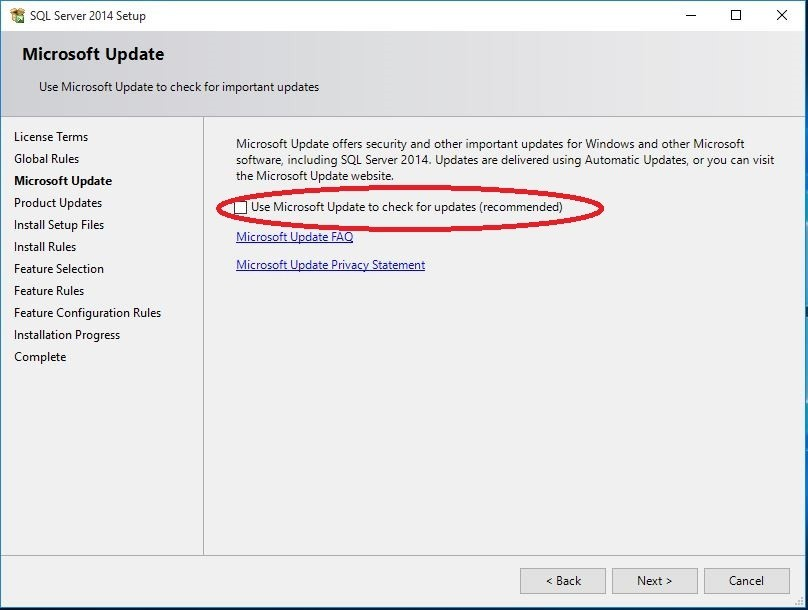 SQL Server 2014 Setup
Microsoft Update
Use Microsoft Update to check for important updates
License Terms
Global Rules
Microsoft Update
Product Updates
Install Setup Files
Install Rules
Feature Selection
Feature Rules
Feature Configuration Rules
Installation Progress
Complete
Microsoft Update offers security and other important updates for Windows and other Microsoft
software, including SQL Server 2014. Updates are delivered using Automatic Updates, or you can visit
the Microsoft Update website.
Use Microsoft Update to check for updates (recommended)
Microsoft Update FAQ
Microsoft Update Privacy Statement
< Back
Next >
Cancel